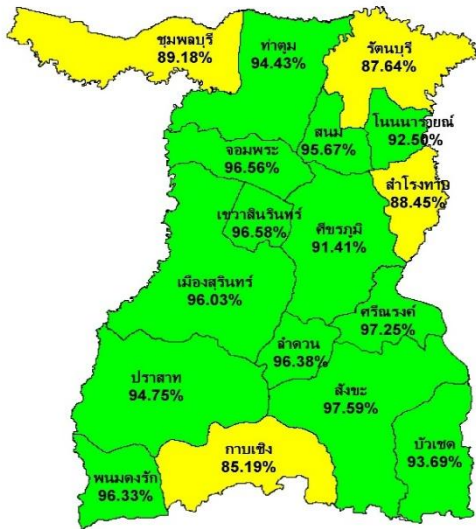 ชุมพลบุรี
89.18%
ท่าตูม
94.43%
รัตนบุรี
87.64%
สนม
95.67%
โนนนารายณ์
92.50%
จอมพระ
96.56%
สำโรงทาบ
88.45%
เขวาสินรินทร์
96.58%
ศีขรภูมิ
91.41%
เมืองสุรินทร์
96.03%
ศรีณรงค์
97.25%
ลำดวน
96.38%
ปราสาท
94.75%
สังขะ
97.59%
กาบเชิง
85.19%
บัวเชด
93.69%
พนมดงรัก
96.33%